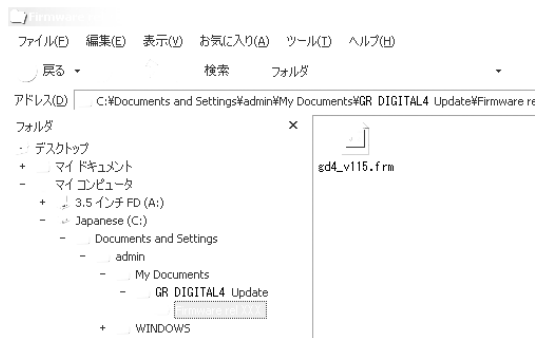 Firmware
ファイル(F) 編集(E) 表示(V) お気に入り(A) ツール(T) ヘルプ(H)
戻る 検索 フォルダ
アドレス(D) C:¥Documents and Settings¥admin¥My Documents¥GR DIGITAL4 Update¥Firmware re
フォルダ ×
デスクトップ
+ マイ ドキュメント
- マイ コンピュータ
+ 3.5 インチ FD (A:)
- Japanese (C:)
- Documents and Settings
- admin
- My Documents
- GR DIGITAL4 Update
+ WINDOWS
gd4_v115.frm